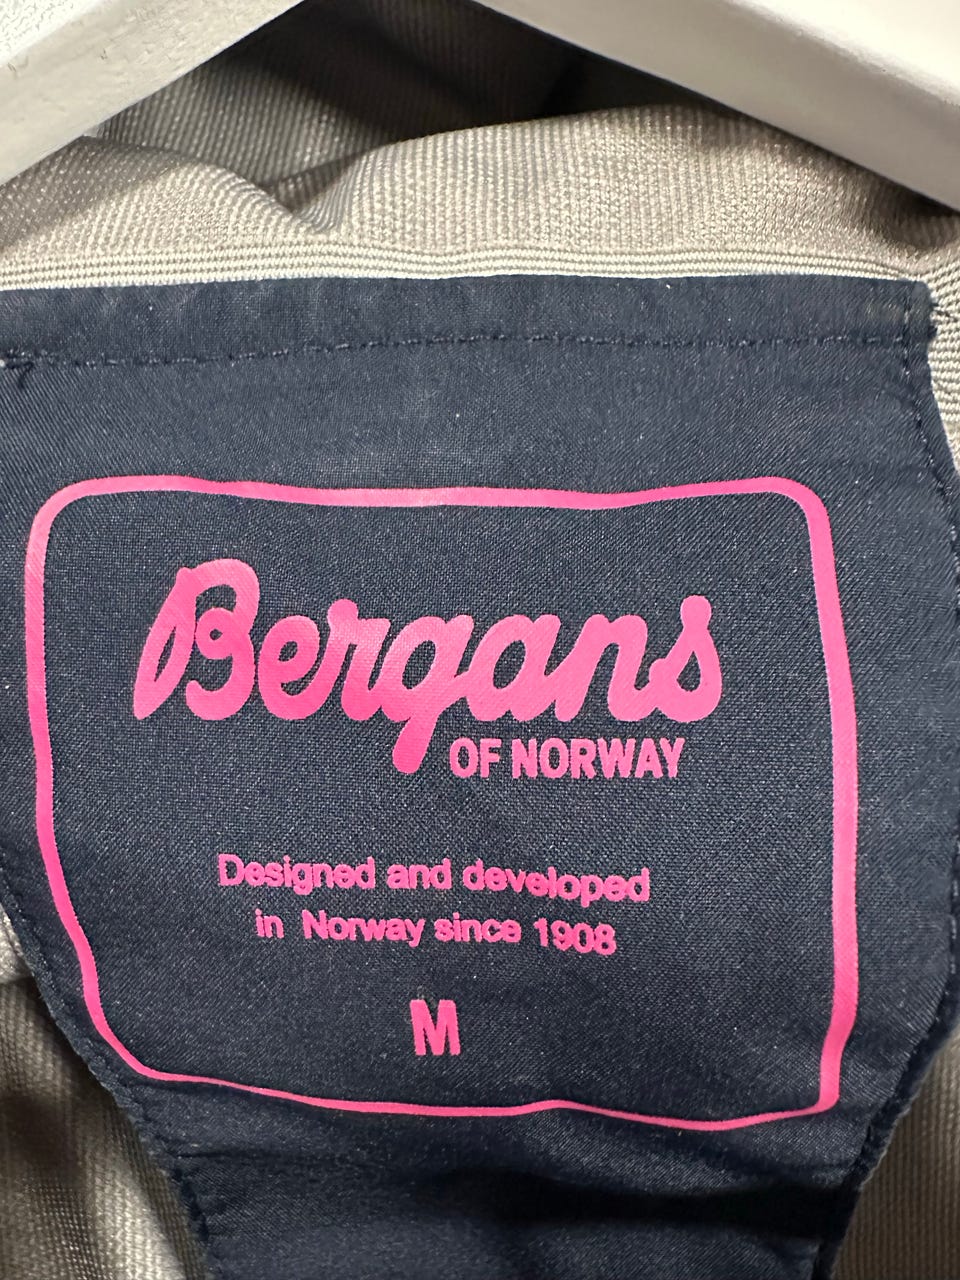 Bergans
OF NORWAY
Designed and developed
in Norway since 1908
M